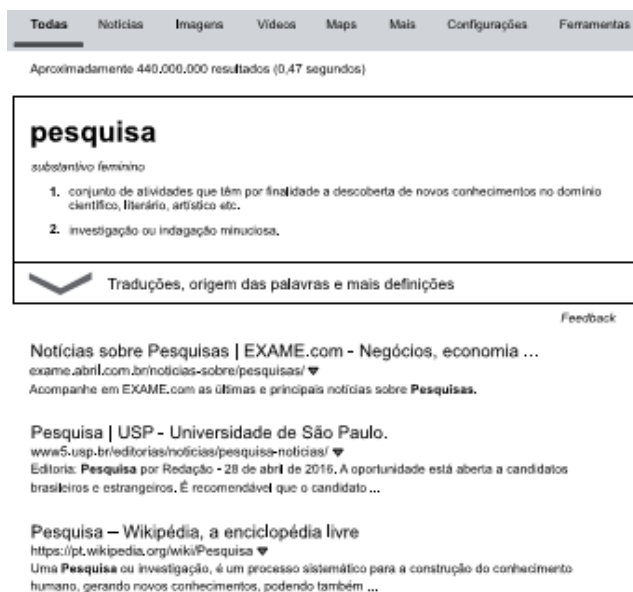 Todas Notícias Imagens Vídeos Maps Mais Configurações Ferramentas
Aproximadamente 440.000.000 resultados (0,47 segundos)
pesquisa
substantivo feminino
1. conjunto de atividades que têm por finalidade a descoberta de novos conhecimentos no domínio
científico, literário, artístico etc.
2. investigação ou indagação minuciosa.
Traduções, origem das palavras e mais definições
Feedback
Notícias sobre Pesquisas | EXAME.com - Negócios, economia ...
exame.abril.com.br/noticias-sobre/pesquisas/
Acompanhe em EXAME.com as últimas e principais notícias sobre Pesquisas.
Pesquisa | USP - Universidade de São Paulo.
www5.usp.br/editorias/noticias/pesquisa-noticias/
Editoria: Pesquisa por Redação - 28 de abril de 2016. A oportunidade está aberta a candidatos
brasileiros e estrangeiros. É recomendável que o candidato ...
Pesquisa – Wikipédia, a enciclopédia livre
https://pt.wikipedia.org/wiki/Pesquisa
Uma Pesquisa ou investigação, é um processo sistemático para a construção do conhecimento
humano, gerando novos conhecimentos, podendo também ...